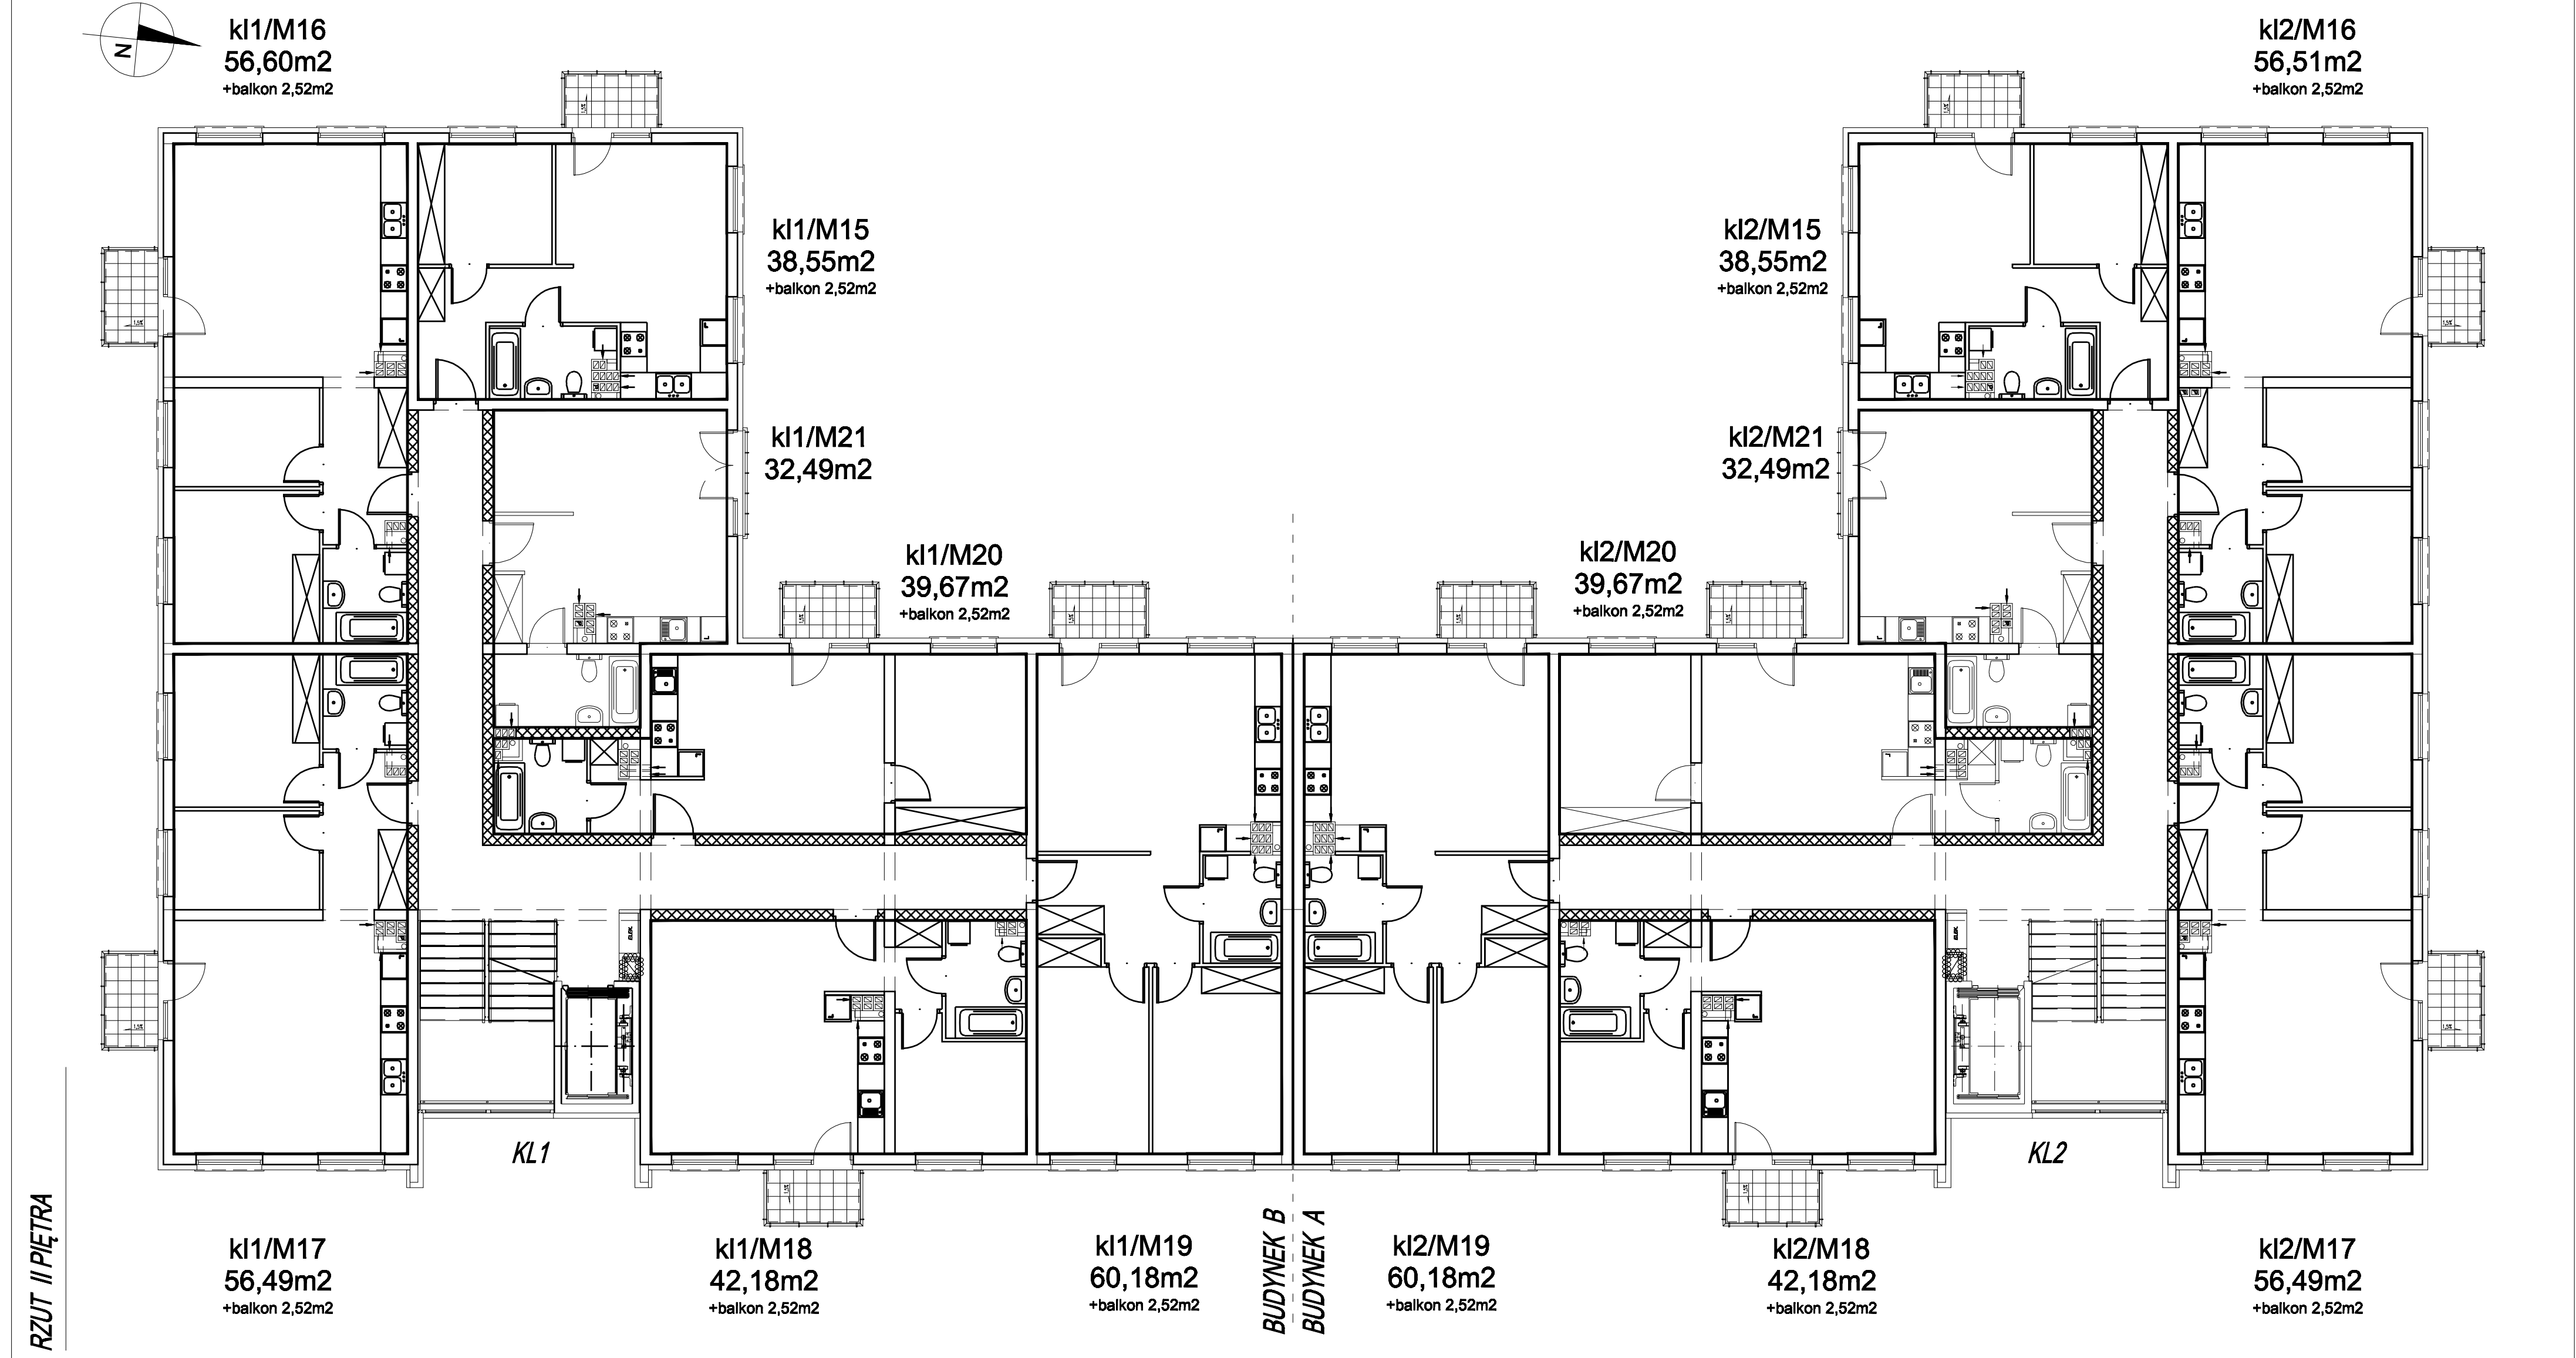 N
kl1/M16
56,60m2
+balkon 2,52m2
kl2/M16
56,51m2
+balkon 2,52m2
kl1/M15
38,55m2
+balkon 2,52m2
kl2/M15
38,55m2
+balkon 2,52m2
kl1/M21
32,49m2
kl2/M21
32,49m2
kl1/M20
39,67m2
+balkon 2,52m2
kl2/M20
39,67m2
+balkon 2,52m2
KL1
KL2
RZUT II PIĘTRA
kl1/M17
56,49m2
+balkon 2,52m2
kl1/M18
42,18m2
+balkon 2,52m2
kl1/M19
60,18m2
+balkon 2,52m2
BUDYNEK B
BUDYNEK A
kl2/M19
60,18m2
+balkon 2,52m2
kl2/M18
42,18m2
+balkon 2,52m2
kl2/M17
56,49m2
+balkon 2,52m2